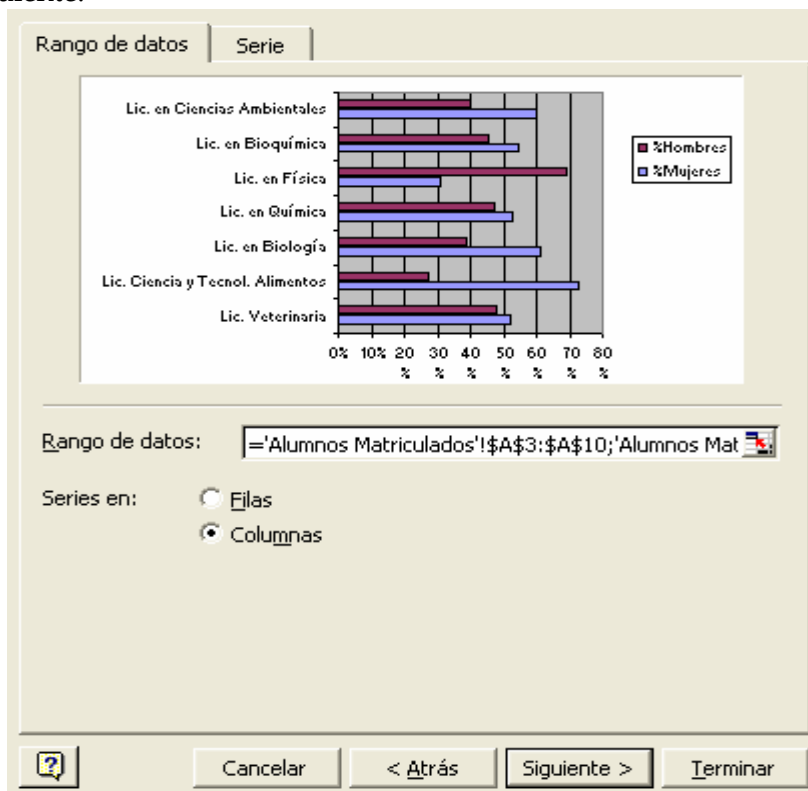 Rango de datos
Serie
Lic. en Ciencias Ambientales
Lic. en Bioquímica
Lic. en Física
Lic. en Química
Lic. en Biología
Lic. Ciencia y Tecnol. Alimentos
Lic. Veterinaria
0% 10% 20 30 40 50 60 70 80
% % % % % % %
%Hombres
%Mujeres
Rango de datos:
='Alumnos Matriculados'!$A$3:$A$10;'Alumnos Mat
Series en:
Filas
Columnas
?
Cancelar
< Atrás
Siguiente >
Terminar